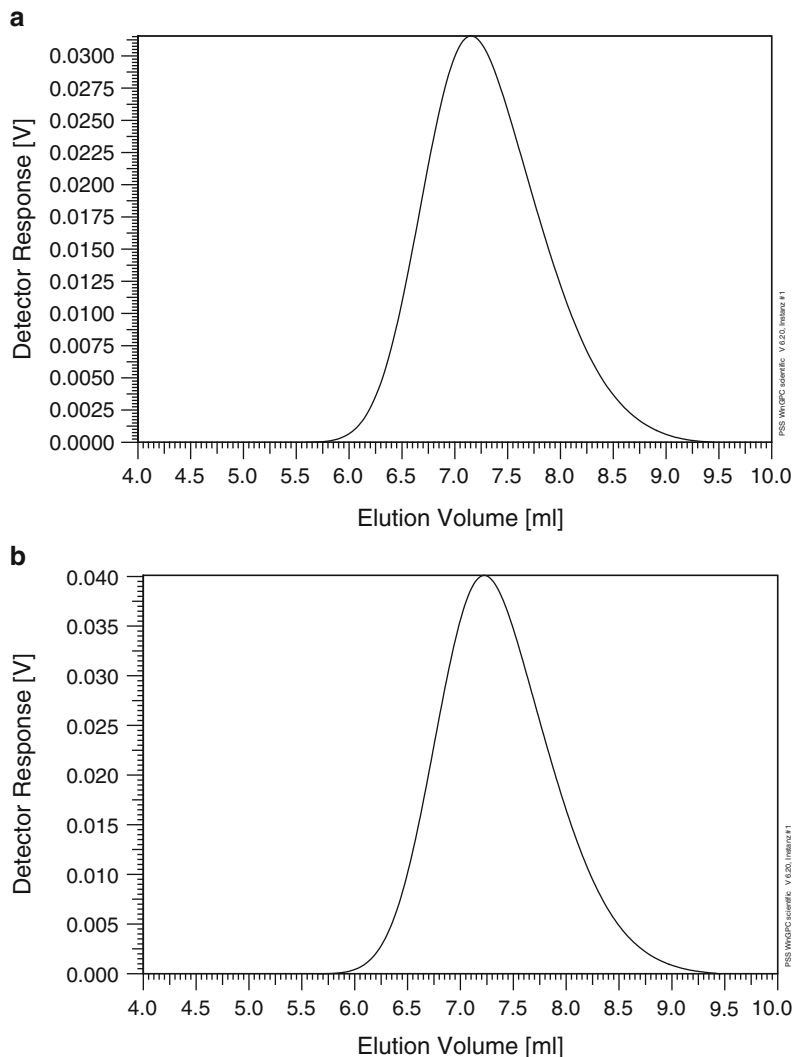 a
0.0300
0.0275
0.0250
0.0225
0.0200
0.0175
0.0150
0.0125
0.0100
0.0075
0.0050
0.0025
0.0000
Detector Response [V]
4.0 4.5 5.0 5.5 6.0 6.5 7.0 7.5 8.0 8.5 9.0 9.5 10.0
Elution Volume [ml]
PSS WinGPC scientific V 6.20, Instanz #1
b
0.040
0.035
0.030
0.025
0.020
0.015
0.010
0.005
0.000
Detector Response [V]
4.0 4.5 5.0 5.5 6.0 6.5 7.0 7.5 8.0 8.5 9.0 9.5 10.0
Elution Volume [ml]
PSS WinGPC scientific V 6.20, Instanz #1